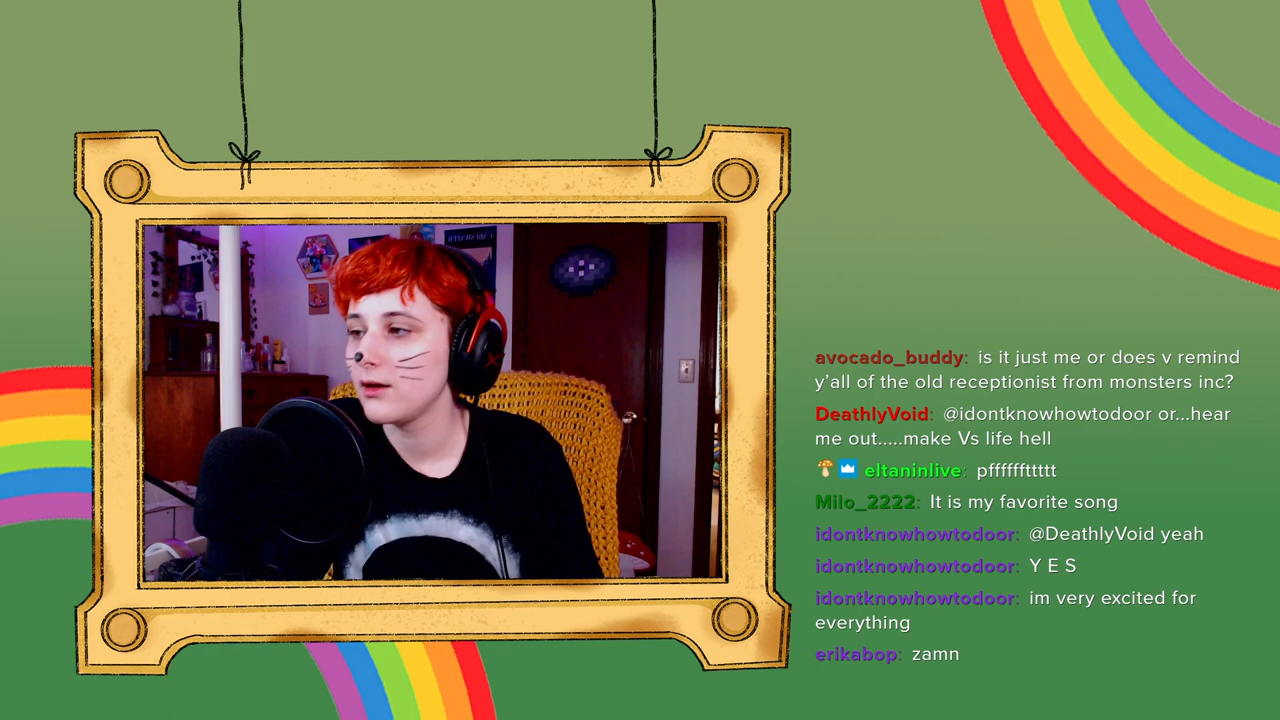 avocado_buddy: is it just me or does v remind
y'all of the old receptionist from monsters inc?
DeathlyVoid: @idontknowhowtodoor or...hear
me out.....make Vs life hell
eltaninlive: pffffffttttt
Milo_2222: It is my favorite song
idontknowhowtodoor: @DeathlyVoid yeah
idontknowhowtodoor: Y E S
idontknowhowtodoor: im very excited for
everything
erikabop: zamn